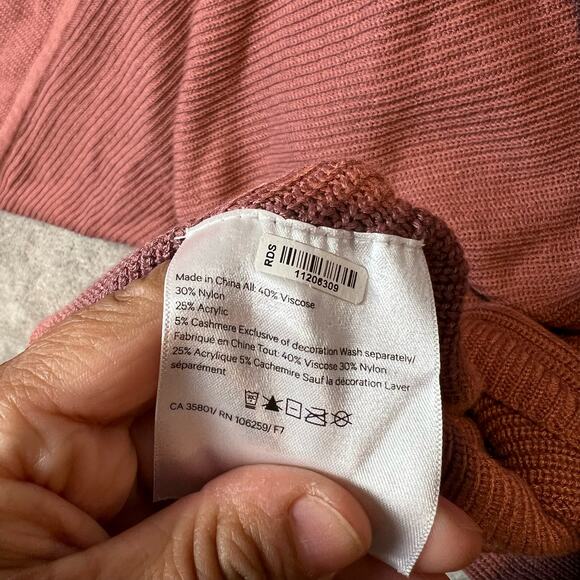 RDS
11206309
Made in China All: 40% Viscose
30% Nylon
25% Acrylic
5% Cashmere Exclusive of decoration Wash separately/
Fabriqué en Chine Tout: 40% Viscose 30% Nylon
25% Acrylique 5% Cachemire Sauf la décoration Laver
séparément
CA 35801/ RN 106259/ F7